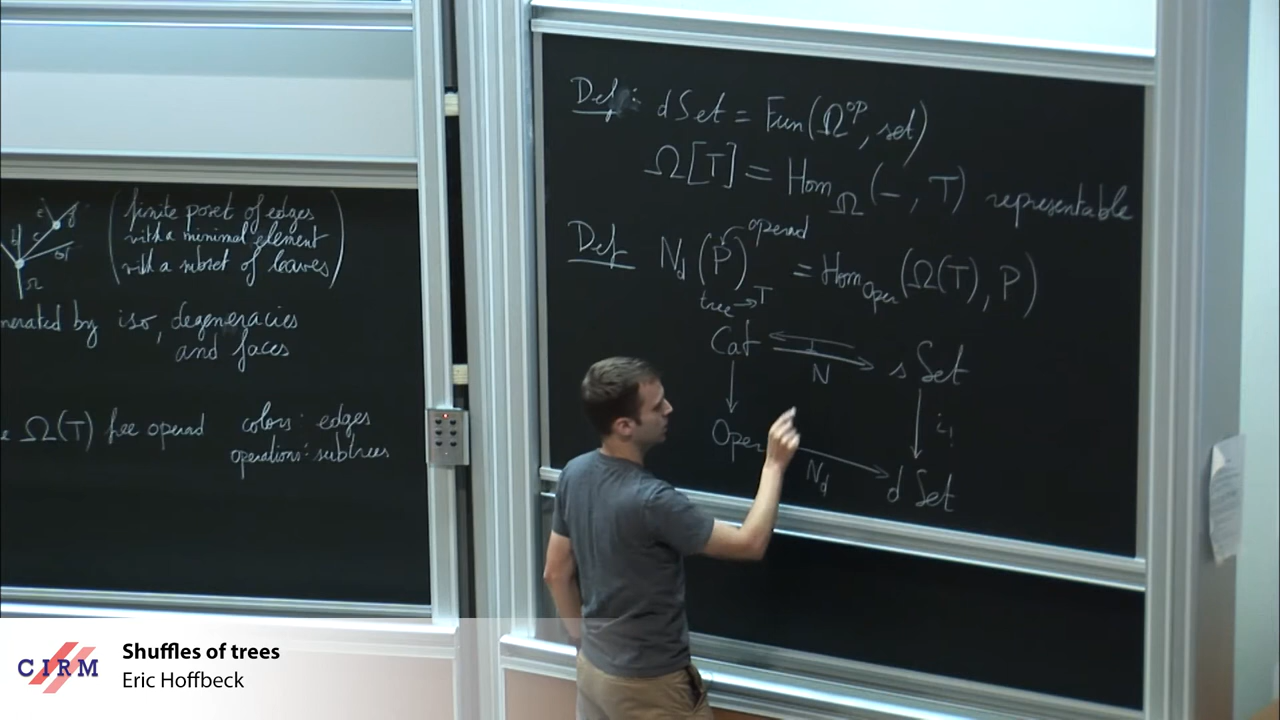 (finite poset of edges
with a minimal element
with a subset of leaves)
nerated by iso, degeneracies
and faces
e Ω(T) free operad colors: edges
operations: subtrees
Def: dSet = Fun(Ω^op, set)
Ω[T] = Hom_Ω(-, T) representable
operad
Def N_d(P)_T = Hom_Oper(Ω(T), P)
tree → T
Cat N s Set
i_!
Oper N_d d Set
CIRM
Shuffles of trees
Eric Hoffbeck